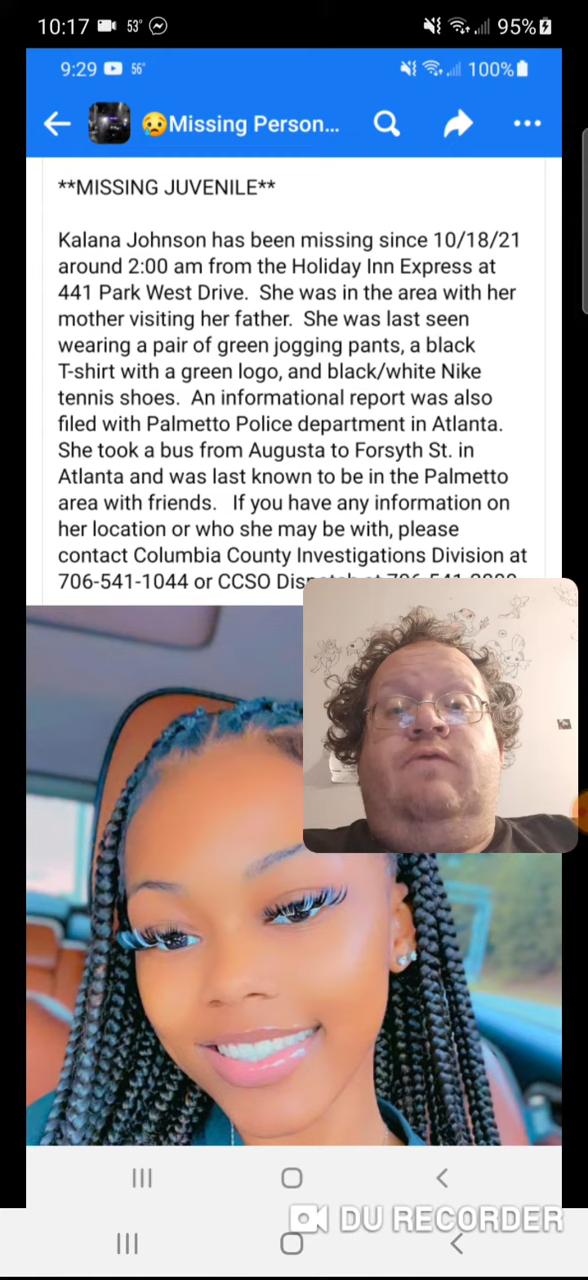 10:17 53°
95%
9:29 56°
100%
😥Missing Person...
**MISSING JUVENILE**
Kalana Johnson has been missing since 10/18/21
around 2:00 am from the Holiday Inn Express at
441 Park West Drive.  She was in the area with her
mother visiting her father.  She was last seen
wearing a pair of green jogging pants, a black
T-shirt with a green logo, and black/white Nike
tennis shoes.  An informational report was also
filed with Palmetto Police department in Atlanta.
She took a bus from Augusta to Forsyth St. in
Atlanta and was last known to be in the Palmetto
area with friends.   If you have any information on
her location or who she may be with, please
contact Columbia County Investigations Division at
706-541-1044 or CCSO
DU RECORDER